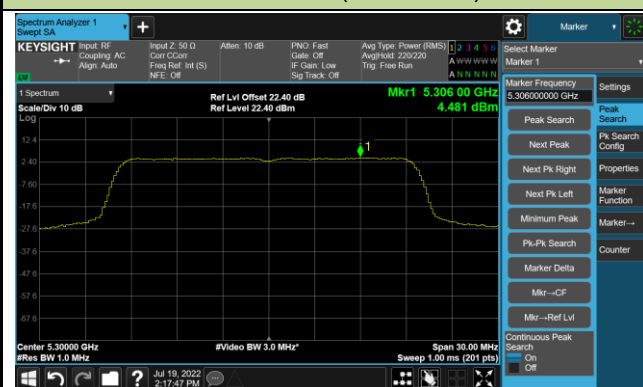 Spectrum Analyzer 1
Swept SA
Marker
KEYSIGHT
Input: RF
Coupling: AC
Align: Auto
Input Z: 50 Ω
Corr CCorr
Freq Ref: Int (S)
NFE: Off
Atten: 10 dB
PNO: Fast
Gate: Off
IF Gain: Low
Sig Track: Off
Avg Type: Power (RMS)
Avg|Hold: 220/220
Trig: Free Run
1 2 3 4 5 6
A W W W W W
A N N N N N
LV
Select Marker
Marker 1
1 Spectrum
Scale/Div 10 dB
Log
Ref Lvl Offset 22.40 dB
Ref Level 22.40 dBm
Mkr1 5.306 00 GHz
4.481 dBm
12.4
2.40
-7.60
-17.6
-27.6
-37.6
-47.6
-57.6
-67.6
1
Marker Frequency
5.306000000 GHz
Peak Search
Next Peak
Next Pk Right
Next Pk Left
Minimum Peak
Pk-Pk Search
Marker Delta
Mkr→CF
Mkr→Ref Lvl
Continuous Peak
Search
On
Off
Settings
Peak
Search
Pk Search
Config
Properties
Marker
Function
Marker→
Counter
Center 5.30000 GHz
#Res BW 1.0 MHz
#Video BW 3.0 MHz*
Span 30.00 MHz
Sweep 1.00 ms (201 pts)
Jul 19, 2022
2:17:47 PM